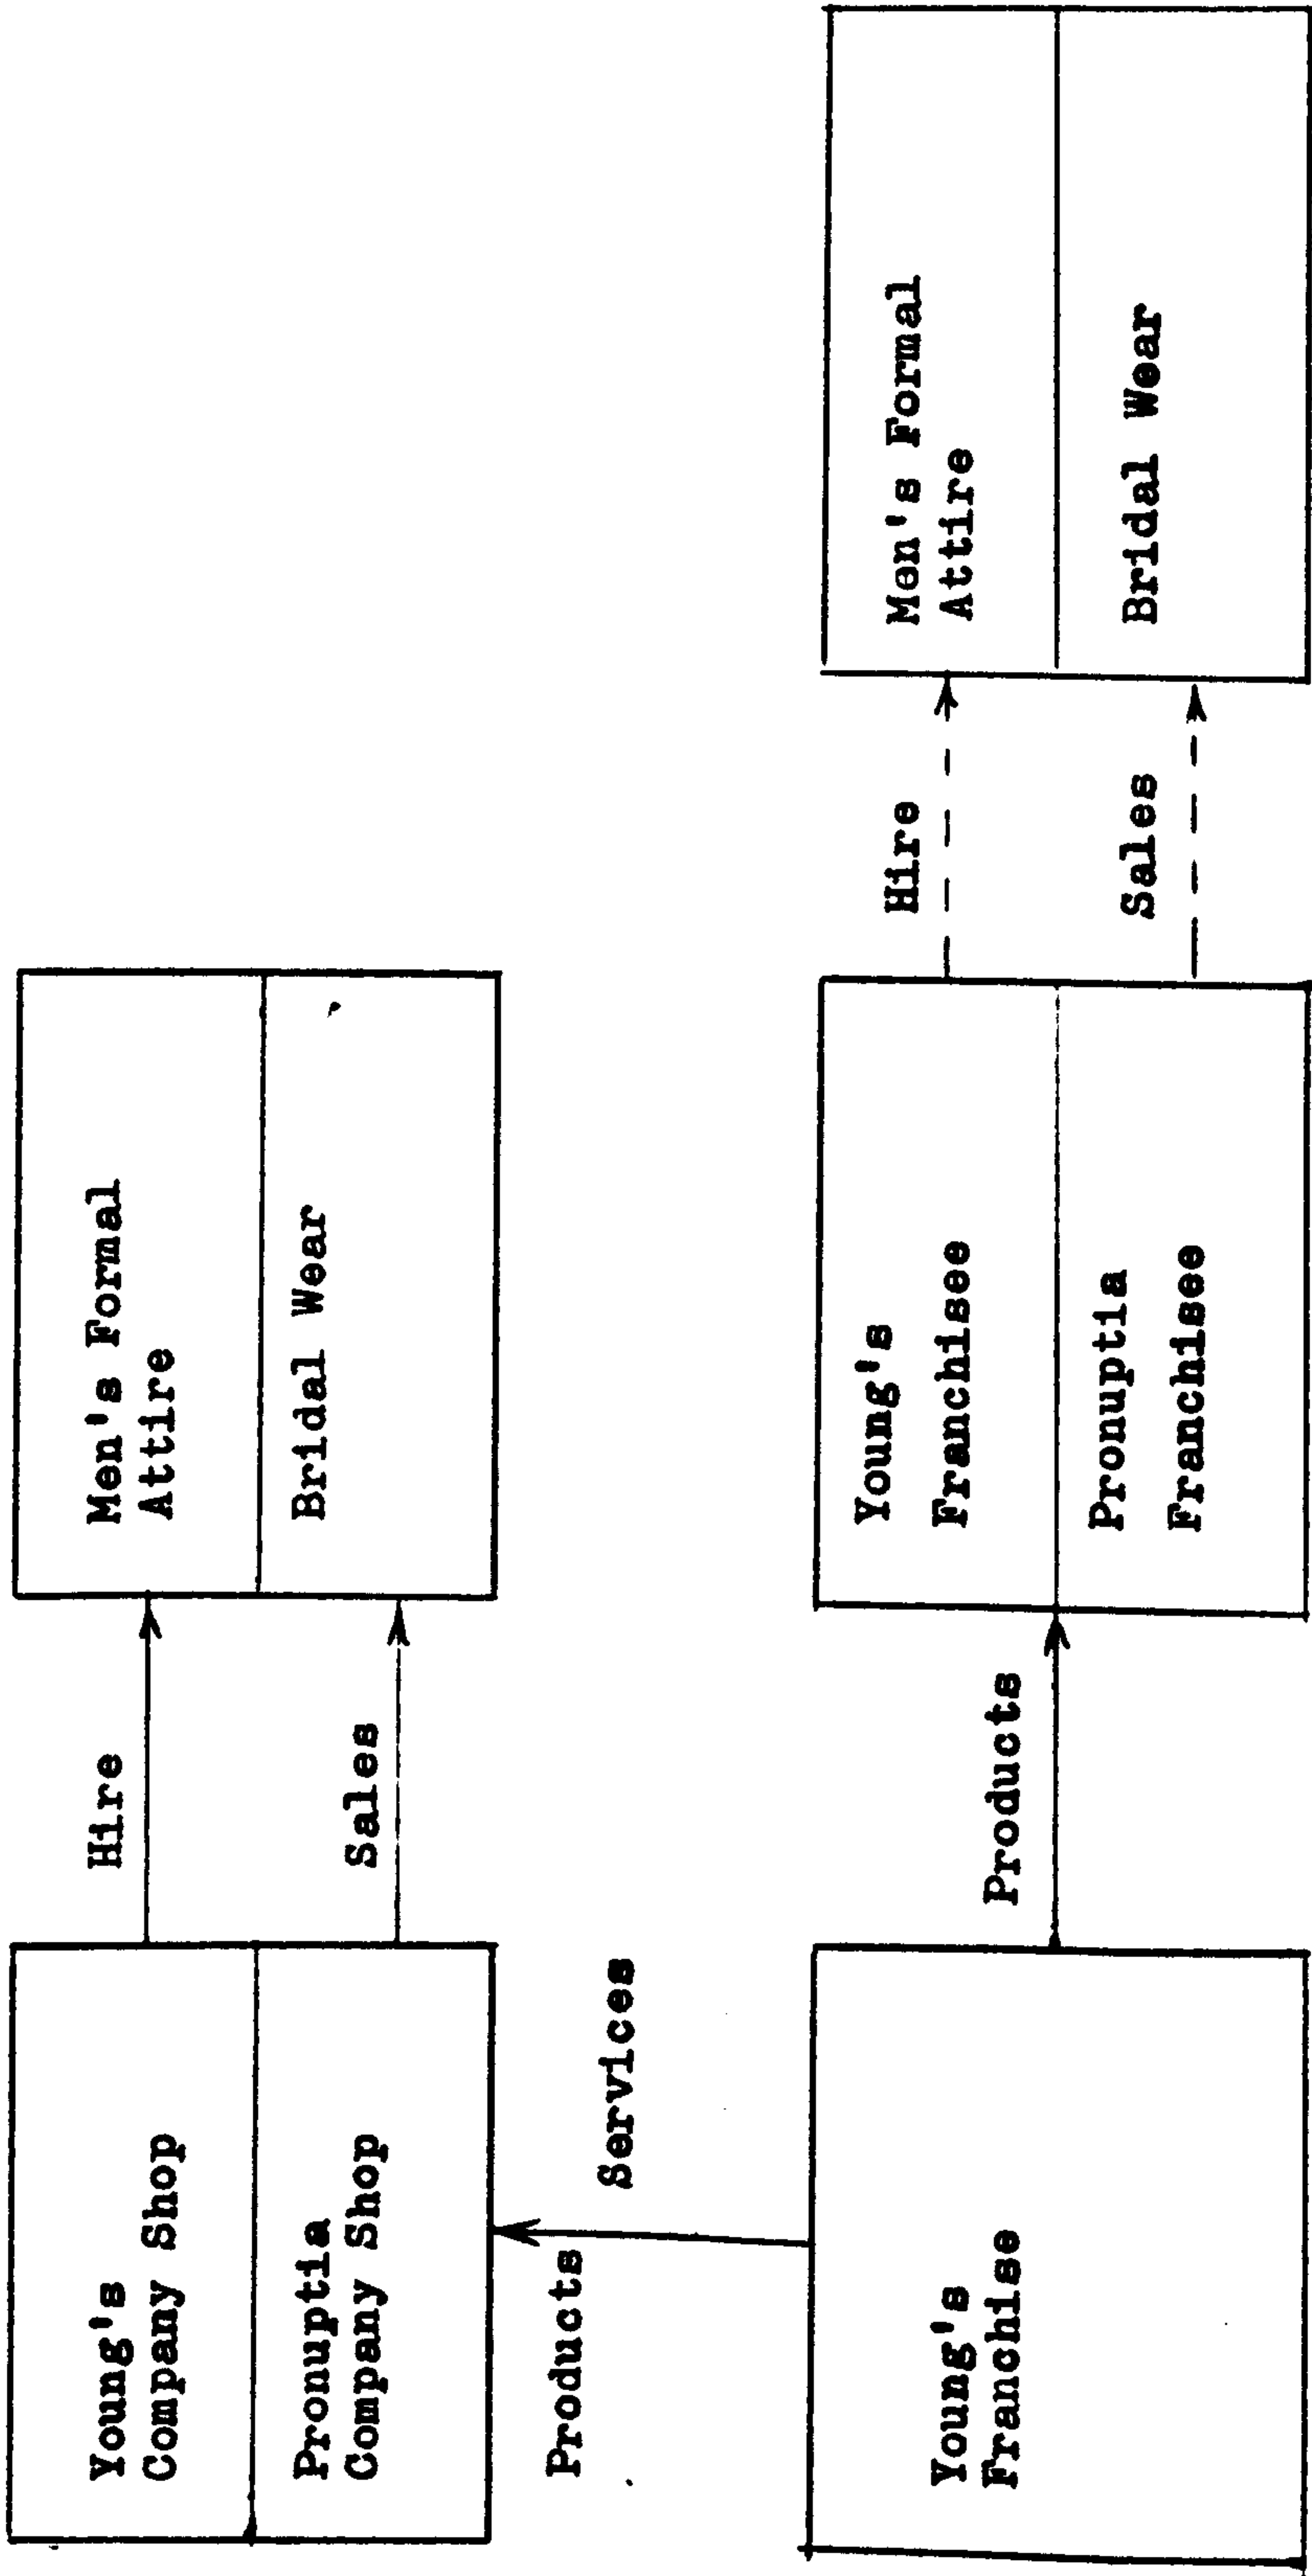 Young's
Company Shop
Pronuptia
Company Shop
Hire
Sales
Men's Formal
Attire
Bridal Wear
Products
Services
Young's
Franchise
Products
Young's
Franchisee
Pronuptia
Franchisee
Hire
Sales
Men's Formal
Attire
Bridal Wear